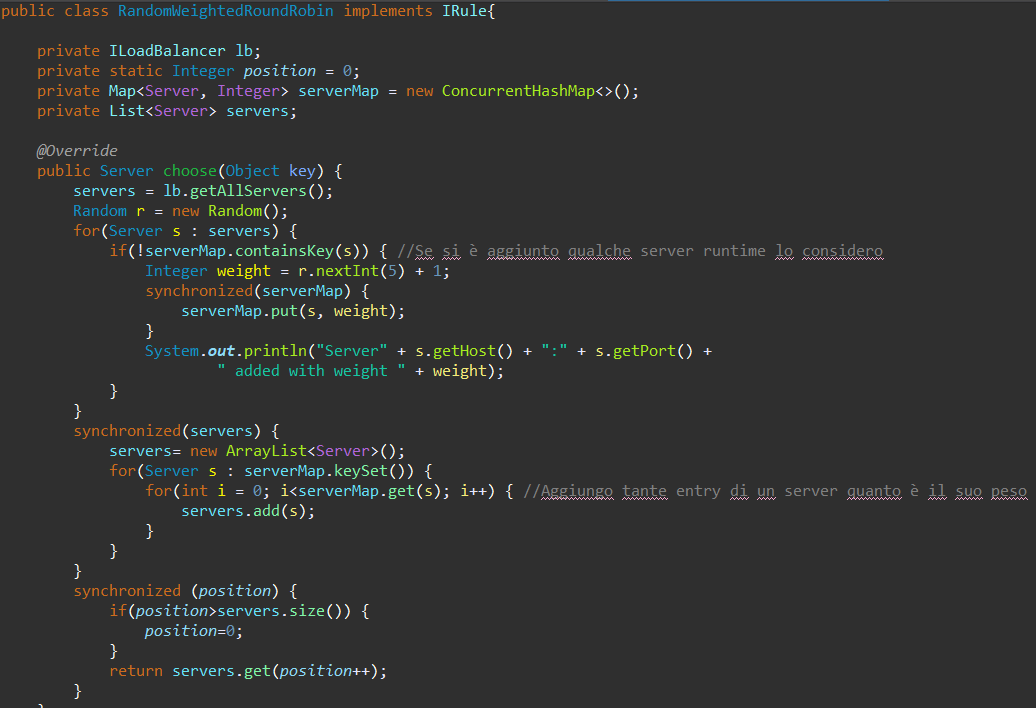 public class RandomWeightedRoundRobin implements IRule{
private ILoadBalancer lb;
private static Integer position = 0;
private Map<Server, Integer> serverMap = new ConcurrentHashMap<>();
private List<Server> servers;
@Override
public Server choose(Object key) {
servers = lb.getAllServers();
Random r = new Random();
for(Server s : servers) {
if(!serverMap.containsKey(s)) { //Se si è aggiunto qualche server runtime lo considero
Integer weight = r.nextInt(5) + 1;
synchronized(serverMap) {
serverMap.put(s, weight);
}
System.out.println("Server" + s.getHost() + ":" + s.getPort() +
" added with weight " + weight);
}
}
synchronized(servers) {
servers= new ArrayList<Server>();
for(Server s : serverMap.keySet()) {
for(int i = 0; i<serverMap.get(s); i++) { //Aggiungo tante entry di un server quanto è il suo peso
servers.add(s);
}
}
}
synchronized (position) {
if(position>servers.size()) {
position=0;
}
return servers.get(position++);
}